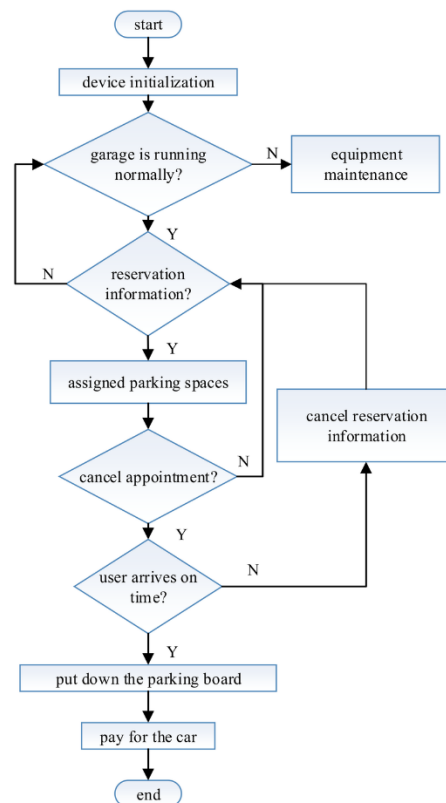 start
device initialization
garage is running
normally?
N
equipment
maintenance
Y
reservation
information?
N
Y
assigned parking spaces
cancel reservation
information
cancel appointment?
N
Y
user arrives on
time?
N
Y
put down the parking board
pay for the car
end